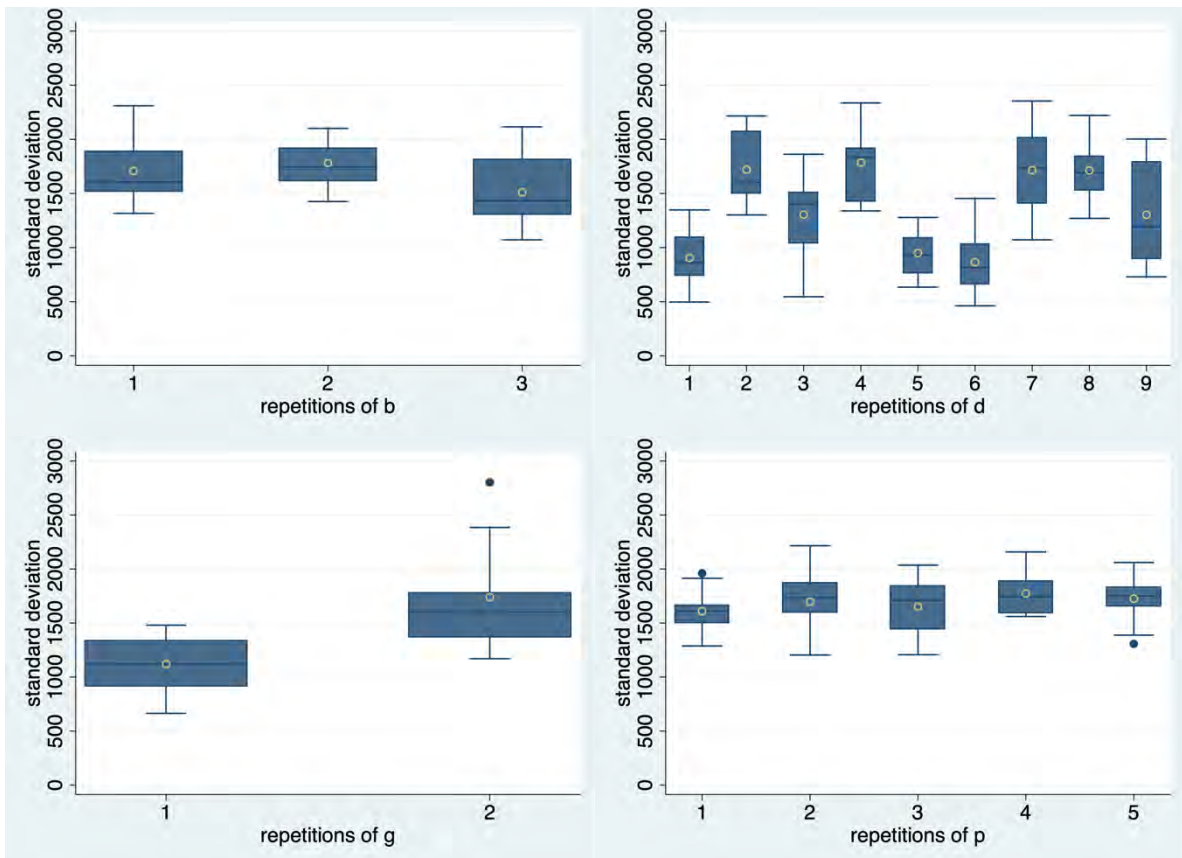 standard deviation
0 500 1000 1500 2000 2500 3000
1 2 3
repetitions of b
standard deviation
0 500 1000 1500 2000 2500 3000
1 2 3 4 5 6 7 8 9
repetitions of d
standard deviation
0 500 1000 1500 2000 2500 3000
1 2
repetitions of g
standard deviation
0 500 1000 1500 2000 2500 3000
1 2 3 4 5
repetitions of p